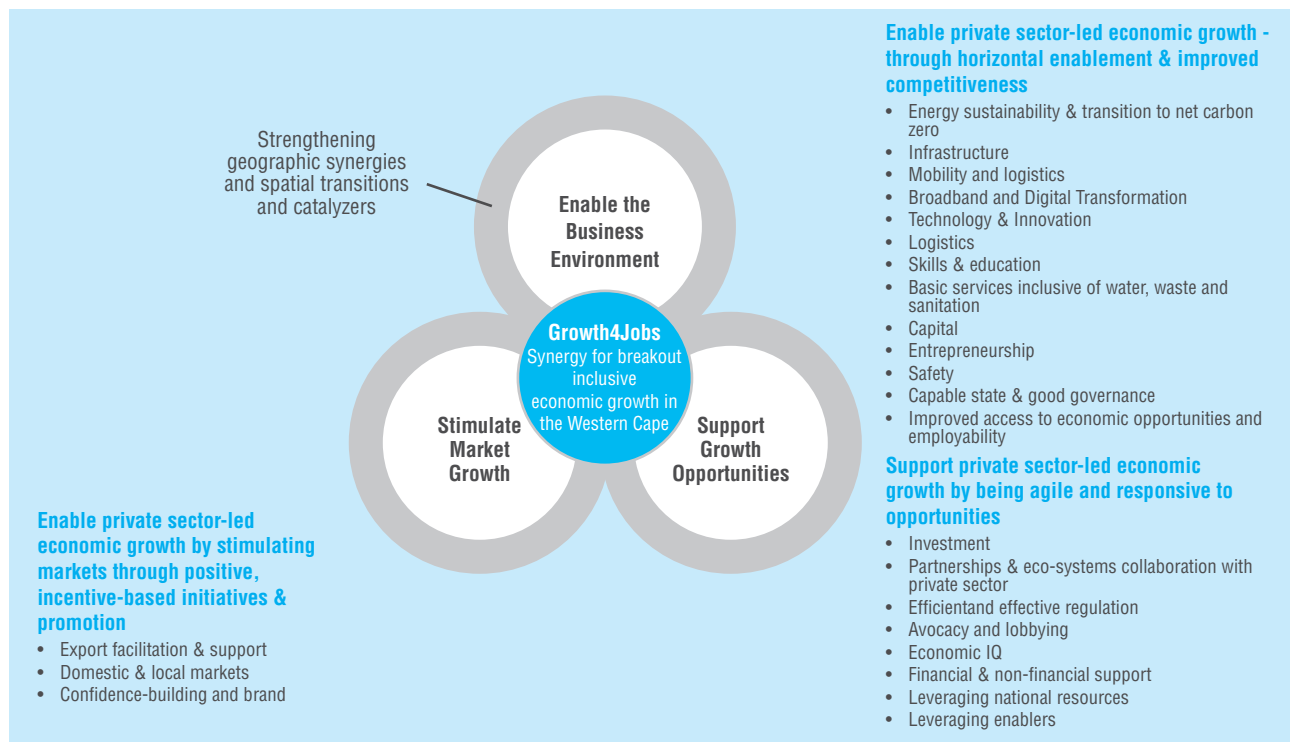 Strengthening
geographic synergies
and spatial transitions
and catalyzers
Enable the
Business
Environment
Growth4Jobs
Synergy for breakout
inclusive
economic growth in
the Western Cape
Stimulate
Market
Growth
Support
Growth
Opportunities
Enable private sector-led
economic growth by stimulating
markets through positive,
incentive-based initiatives &
promotion
• Export facilitation & support
• Domestic & local markets
• Confidence-building and brand
Enable private sector-led economic growth -
through horizontal enablement & improved
competitiveness
• Energy sustainability & transition to net carbon
zero
• Infrastructure
• Mobility and logistics
• Broadband and Digital Transformation
• Technology & Innovation
• Logistics
• Skills & education
• Basic services inclusive of water, waste and
sanitation
• Capital
• Entrepreneurship
• Safety
• Capable state & good governance
• Improved access to economic opportunities and
employability
Support private sector-led economic
growth by being agile and responsive to
opportunities
• Investment
• Partnerships & eco-systems collaboration with
private sector
• Efficientand effective regulation
• Avocacy and lobbying
• Economic IQ
• Financial & non-financial support
• Leveraging national resources
• Leveraging enablers